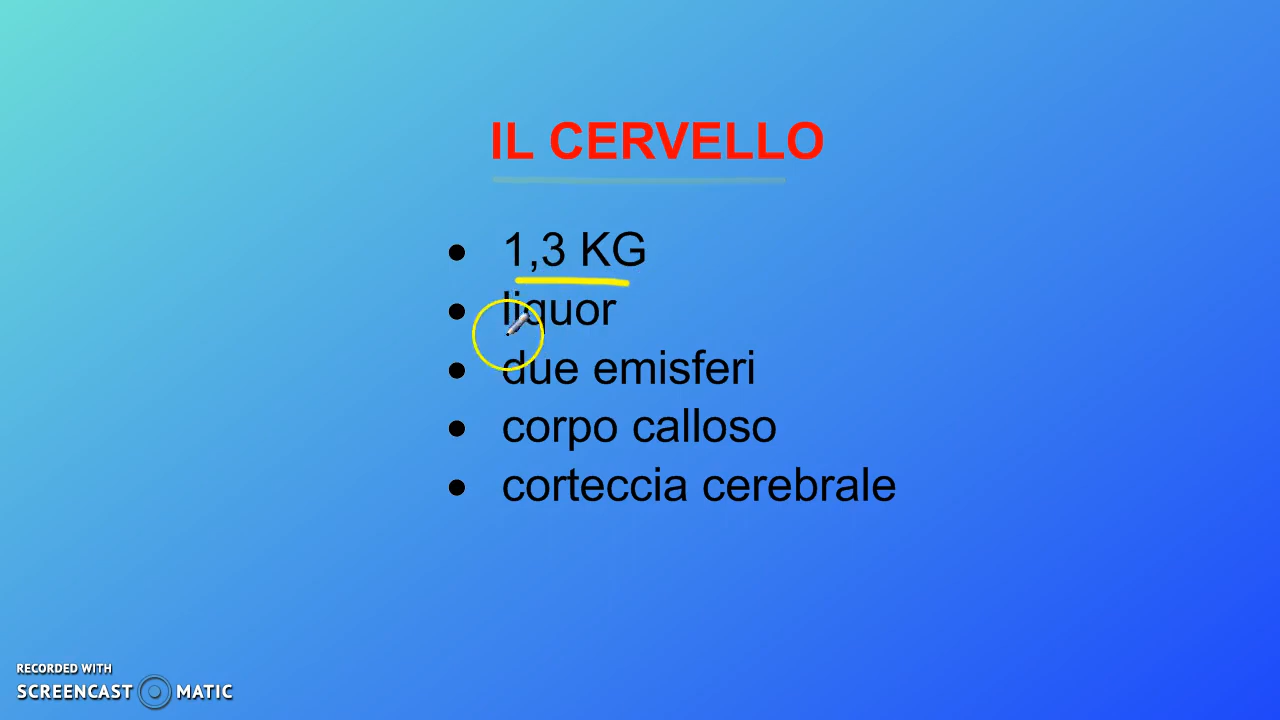 IL CERVELLO
1,3 KG
liquor
due emisferi
corpo calloso
corteccia cerebrale
RECORDED WITH
SCREENCAST MATIC